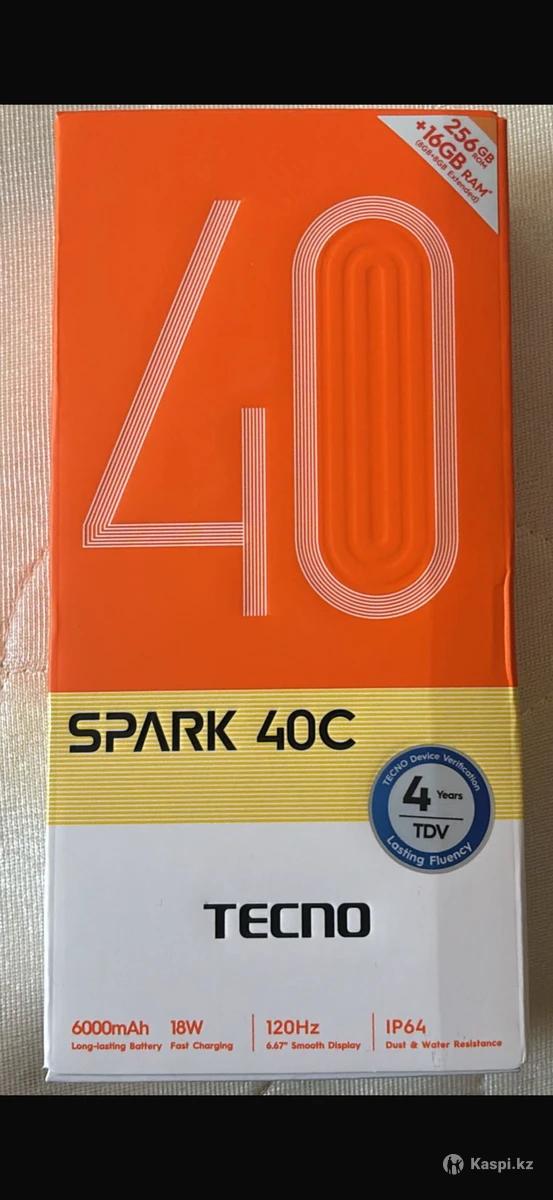 256GB ROM
+16GB RAM*
(8GB+8GB Extended)
40
SPARK 40C
TECNO Device Verification
4 Years
TDV
Lasting Fluency
TECNO
6000mAh 18W 120Hz IP64
Long-lasting Battery Fast Charging 6.67" Smooth Display Dust & Water Resistance
Kaspi.kz